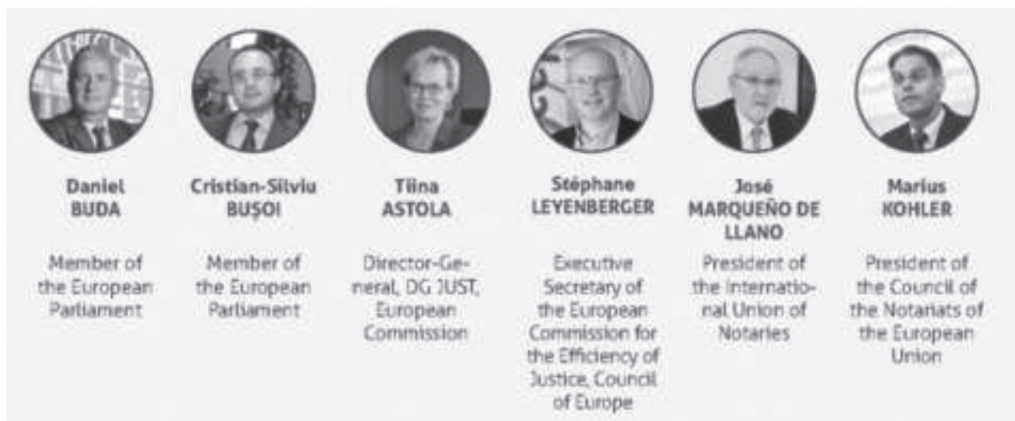 Daniel
BUDA
Member of
the European
Parliament
Cristian-Silviu
BUȘOI
Member of
the European
Parliament
Tiina
ASTOLA
Director-Ge-
neral, DG JUST,
European
Commission
Stéphane
LEYENBERGER
Executive
Secretary of
the European
Commission for
the Efficiency of
Justice, Council
of Europe
José
MARQUEÑO DE
LLANO
President of
the Internatio-
nal Union of
Notaries
Marius
KOHLER
President of
the Council of
the Notariats of
the European
Union